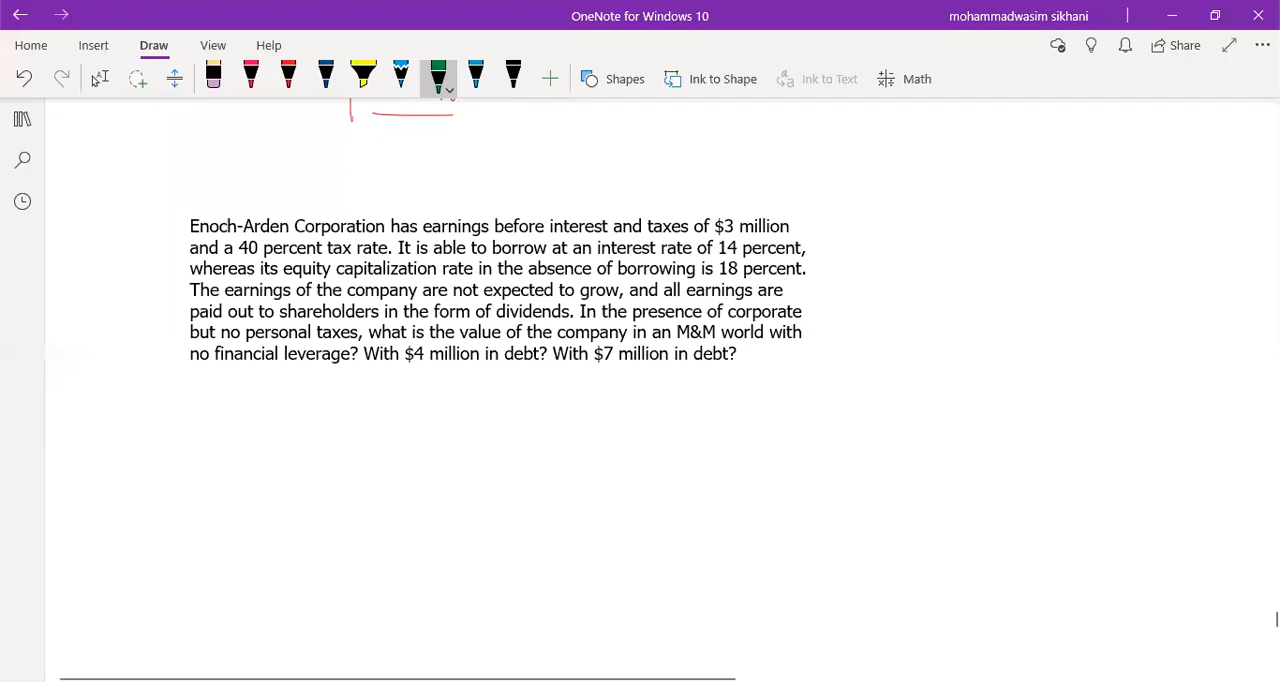 OneNote for Windows 10
mohammadwasim sikhani
Home Insert Draw View Help
Share
Shapes
Ink to Shape
Ink to Text
Math
Enoch-Arden Corporation has earnings before interest and taxes of $3 million
and a 40 percent tax rate. It is able to borrow at an interest rate of 14 percent,
whereas its equity capitalization rate in the absence of borrowing is 18 percent.
The earnings of the company are not expected to grow, and all earnings are
paid out to shareholders in the form of dividends. In the presence of corporate
but no personal taxes, what is the value of the company in an M&M world with
no financial leverage? With $4 million in debt? With $7 million in debt?